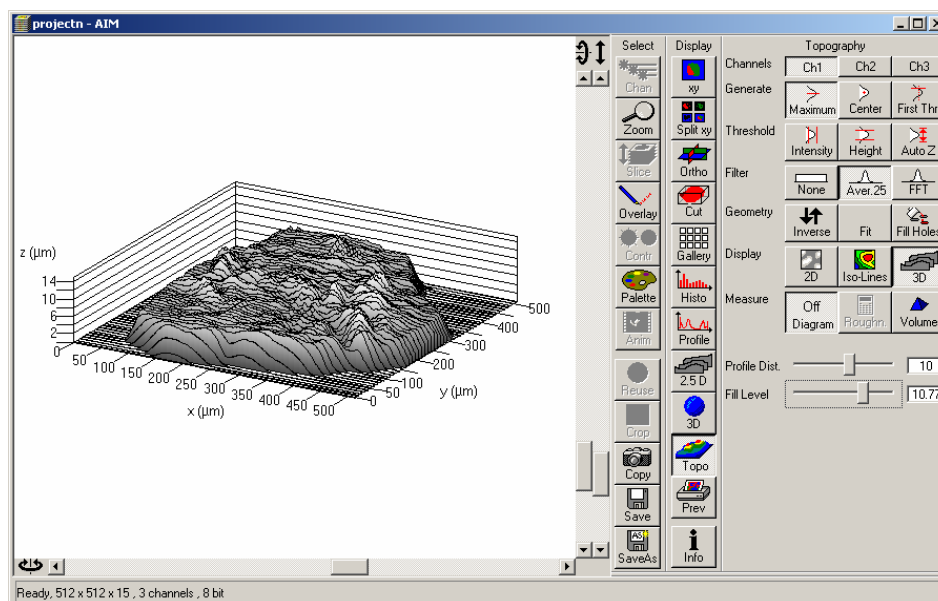 projectn - AIM
Select
Chan
Zoom
Slice
Overlay
Contr
Palette
Anim
Reuse
Crop
Copy
Save
AS
SaveAs
Display
xy
Split xy
Ortho
Cut
Gallery
Histo
Profile
2.5 D
3D
Topo
Prev
Info
Topography
Channels Ch1 Ch2 Ch3
Generate Maximum Center First Thr
Threshold Intensity Height Auto Z.
Filter None Aver.25 FFT
Geometry Inverse Fit Fill Holes
Display 2D Iso-Lines 3D
Measure Off Diagram Roughn. Volume
Profile Dist. 10
Fill Level 10.77
z (µm)
14
10
6
2
0
0 50 100 150 200 250 300 350 400 450 500
x (µm)
0 50 100 200 300 400 500
y (µm)
Ready, 512 x 512 x 15 , 3 channels , 8 bit